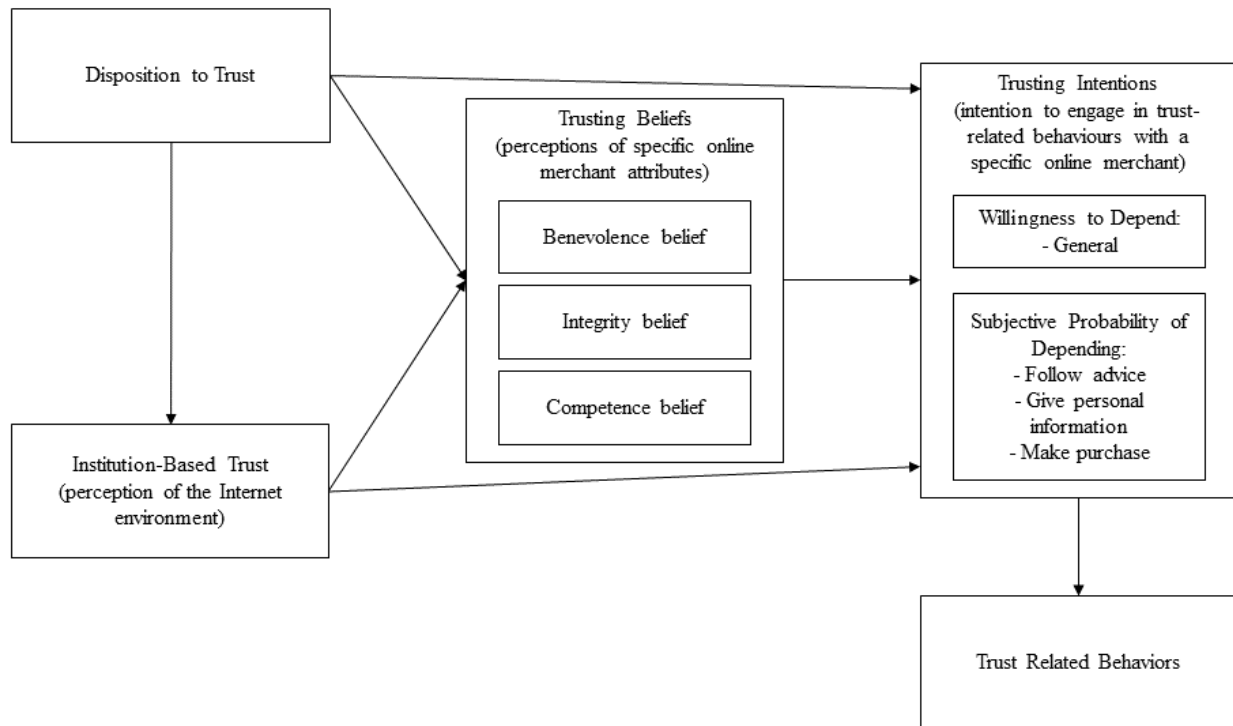 Disposition to Trust
Institution-Based Trust
(perception of the Internet
environment)
Trusting Beliefs
(perceptions of specific online
merchant attributes)
Benevolence belief
Integrity belief
Competence belief
Trusting Intentions
(intention to engage in trust-
related behaviours with a
specific online merchant)
Willingness to Depend:
- General
Subjective Probability of
Depending:
- Follow advice
- Give personal
information
- Make purchase
Trust Related Behaviors